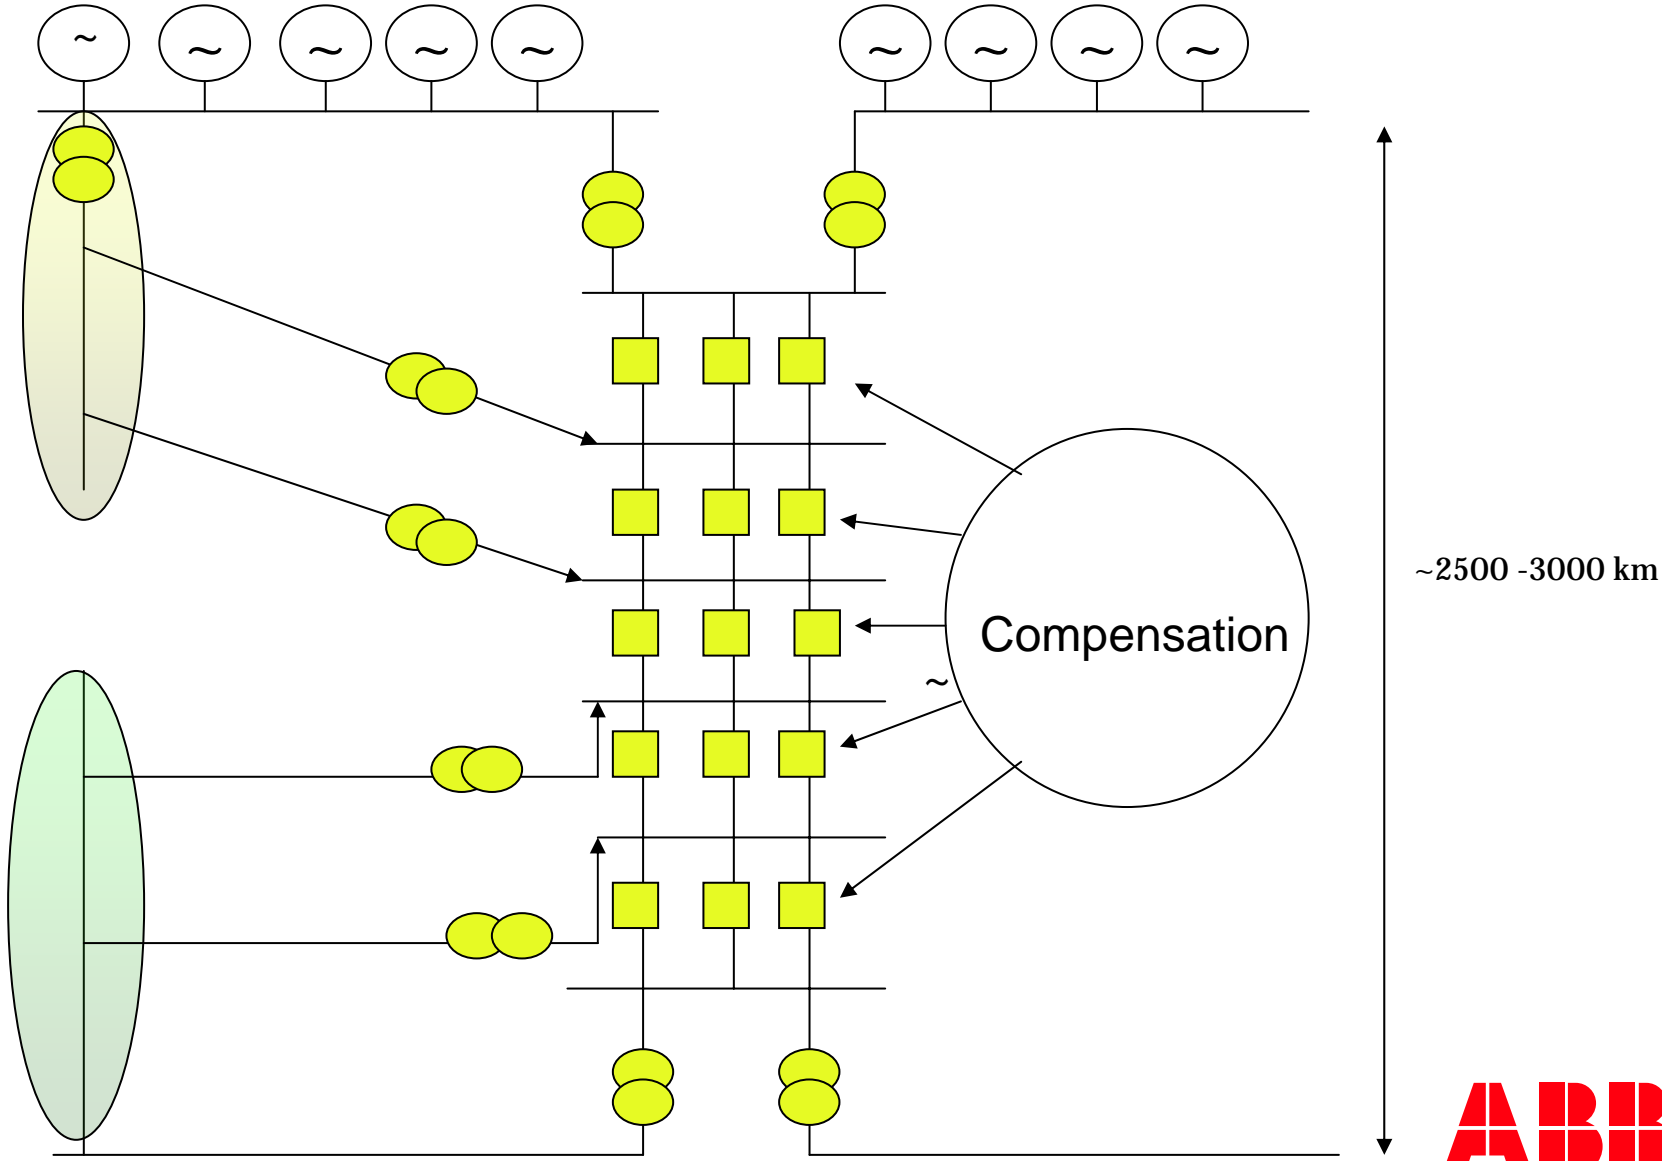 ~ ~ ~ ~ ~ ~ ~ ~ ~
~2500 -3000 km
Compensation
~
ABB